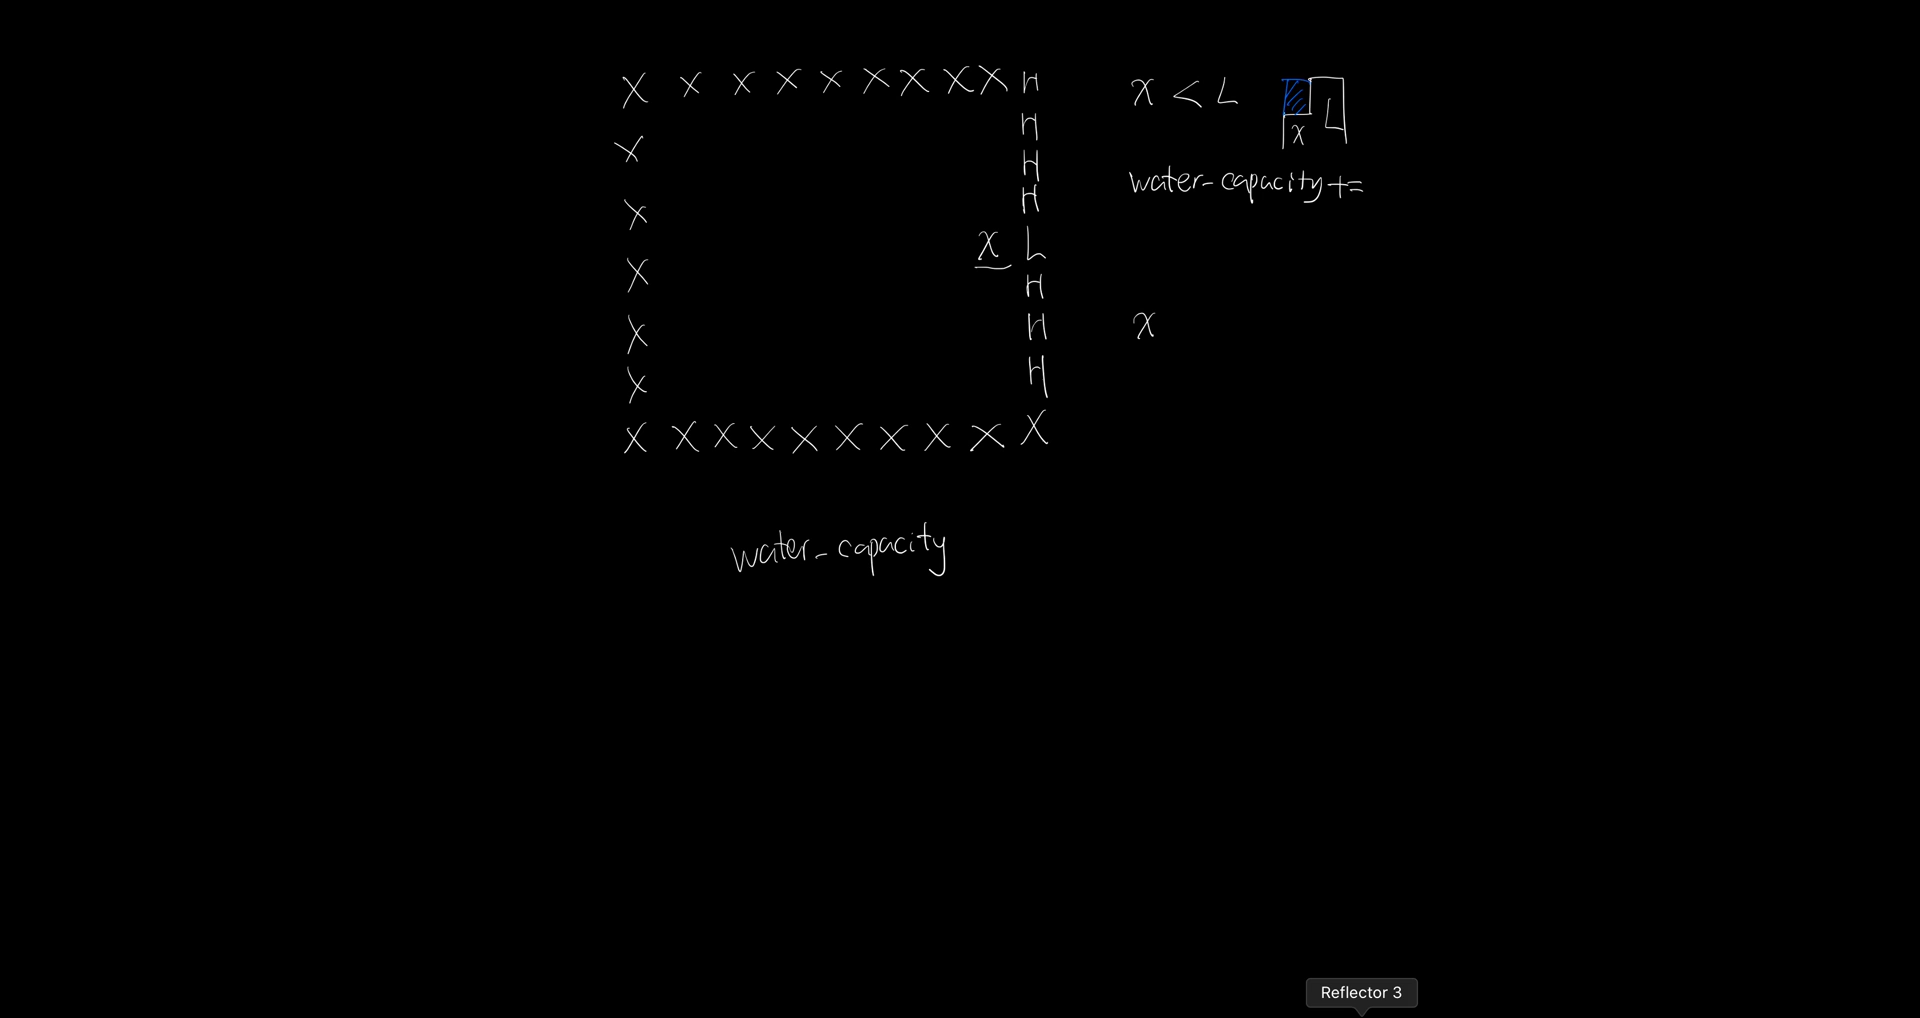 X X X X X X X X X H
X H
X H
X H
X X L
X H
X H
H
X X X X X X X X X X
water-capacity
X < L
X L
water-capacity +=
X
Reflector 3